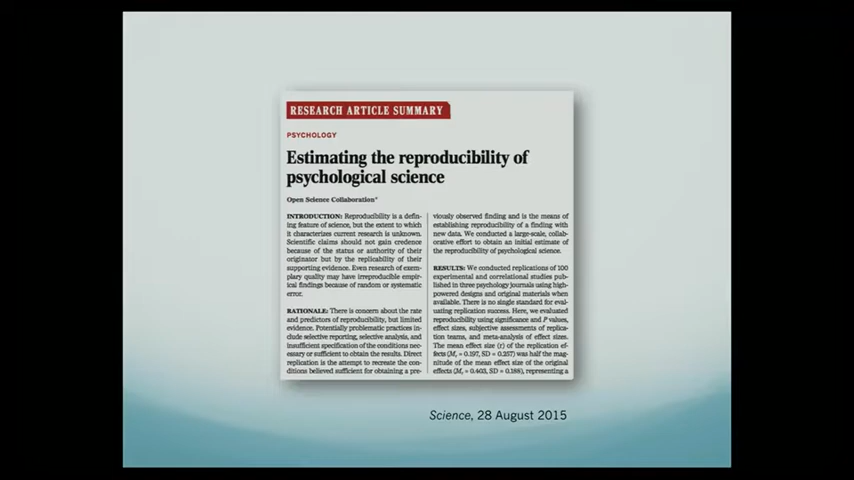 RESEARCH ARTICLE SUMMARY
PSYCHOLOGY
Estimating the reproducibility of
psychological science
Open Science Collaboration*
INTRODUCTION: Reproducibility is a defin-
ing feature of science, but the extent to which
it characterizes current research is unknown.
Scientific claims should not gain credence
because of the status or authority of their
originator but by the replicability of their
supporting evidence. Even research of exem-
plary quality may have irreproducible empir-
ical findings because of random or systematic
error.
RATIONALE: There is concern about the rate
and predictors of reproducibility, but limited
evidence. Potentially problematic practices in-
clude selective reporting, selective analysis, and
insufficient specification of the conditions nec-
essary or sufficient to obtain the results. Direct
replication is the attempt to recreate the con-
ditions believed sufficient for obtaining a pre-
viously observed finding and is the means of
establishing reproducibility of a finding with
new data. We conducted a large-scale, collab-
orative effort to obtain an initial estimate of
the reproducibility of psychological science.
RESULTS: We conducted replications of 100
experimental and correlational studies pub-
lished in three psychology journals using high-
powered designs and original materials when
available. There is no single standard for eval-
uating replication success. Here, we evaluated
reproducibility using significance and P values,
effect sizes, subjective assessments of replica-
tion teams, and meta-analysis of effect sizes.
The mean effect size (r) of the replication ef-
fects (Mr = 0.197, SD = 0.257) was half the mag-
nitude of the mean effect size of the original
effects (Mr = 0.403, SD = 0.188), representing a
Science, 28 August 2015